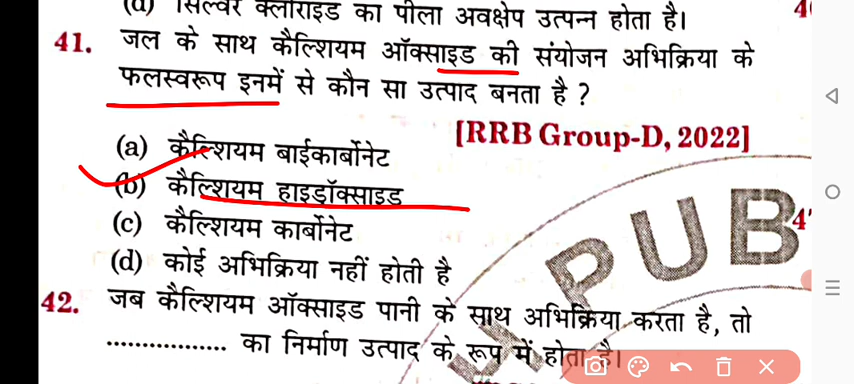 (d) सिल्वर क्लोराइड का पीला अवक्षेप उत्पन्न होता है।
41. जल के साथ कैल्शियम ऑक्साइड की संयोजन अभिक्रिया के
फलस्वरूप इनमें से कौन सा उत्पाद बनता है ?
[RRB Group-D, 2022]
(a) कैल्शियम बाईकार्बोनेट
(b) कैल्शियम हाइड्रॉक्साइड
(c) कैल्शियम कार्बोनेट
(d) कोई अभिक्रिया नहीं होती है
42. जब कैल्शियम ऑक्साइड पानी के साथ अभिक्रिया करता है, तो
................. का निर्माण उत्पाद के रूप में होता है।
PUB